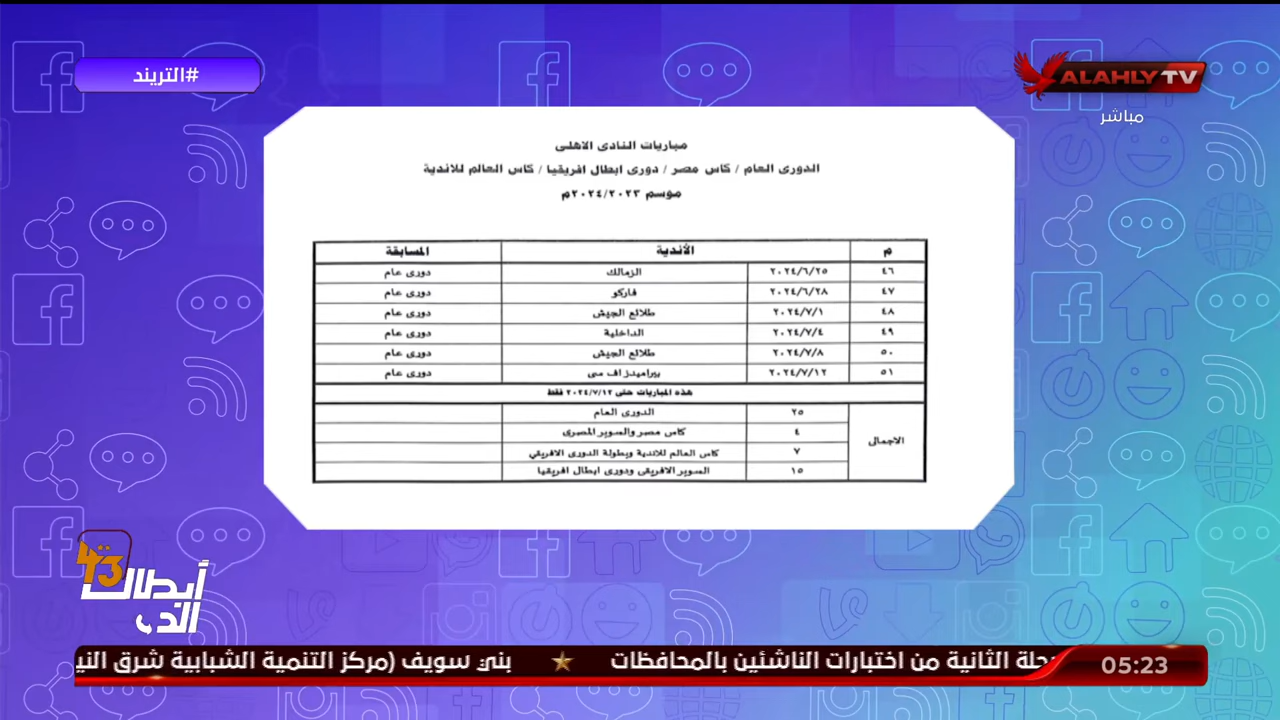 #التريند
ALAHLY TV
مباشر
مباريات النادى الاهلى
الدورى العام / كاس مصر / دورى ابطال افريقيا / كاس العالم للاندية
موسم ٢٠٢٤/٢٠٢٣م
م الأندية المسابقة
٤٦ ٢٠٢٤/٦/٢٥ الزمالك دورى عام
٤٧ ٢٠٢٤/٦/٢٨ فاركو دورى عام
٤٨ ٢٠٢٤/٧/١ طلائع الجيش دورى عام
٤٩ ٢٠٢٤/٧/٤ الداخلية دورى عام
٥٠ ٢٠٢٤/٧/٨ طلائع الجيش دورى عام
٥١ ٢٠٢٤/٧/١٢ بيراميدز اف سى دورى عام
هذه المباريات حتى ٢٠٢٤/٧/١٢ فقط
الاجمالى
٢٥ الدورى العام
٤ كاس مصر والسوبر المصرى
٧ كاس العالم للاندية وبطولة الدورى الافريقي
١٥ السوبر الافريقى ودورى ابطال افريقيا
أبطال
الد
حلة الثانية من اختبارات الناشئين بالمحافظات ★ بني سويف (مركز التنمية الشبابية شرق الني
05:23